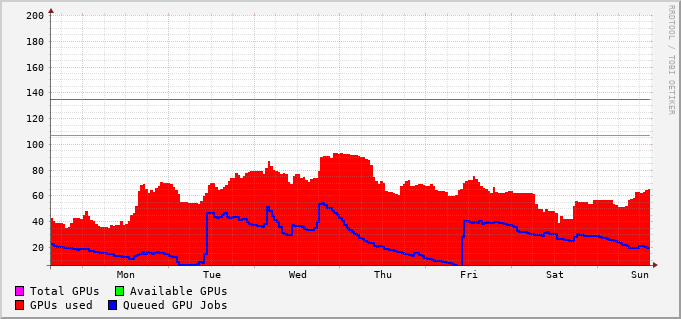 200
180
160
140
120
100
80
60
40
20
Mon Tue Wed Thu Fri Sat Sun
Total GPUs Available GPUs
GPUs used Queued GPU Jobs
RRDTOOL / TOBI OETIKER